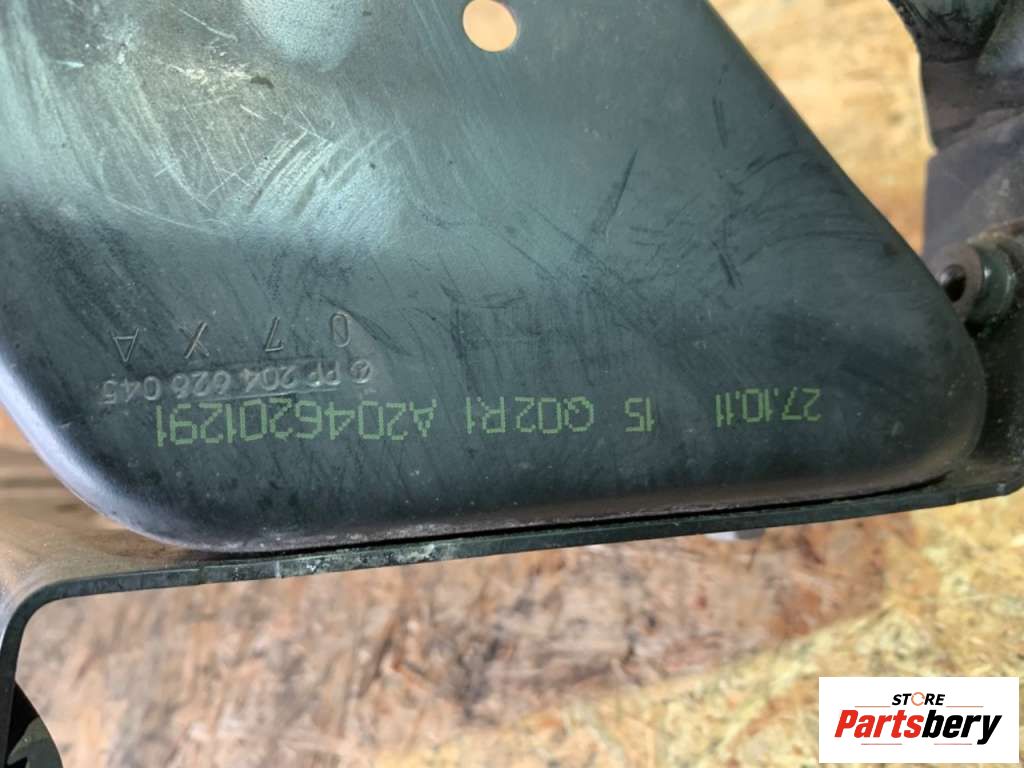 27.10.11 15 Q02R1 A2046201291
PP 204 626 045
0 7 X A
STORE
Partsbery